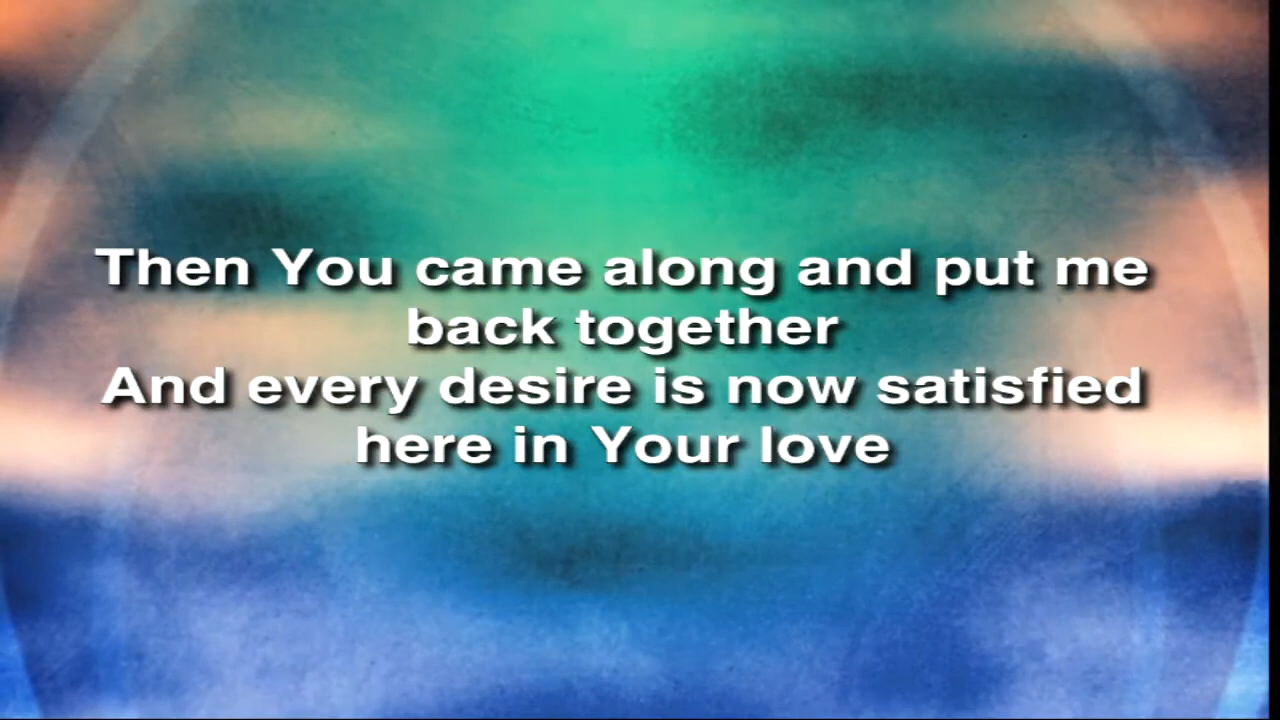 Then You came along and put me
back together
And every desire is now satisfied
here in Your love